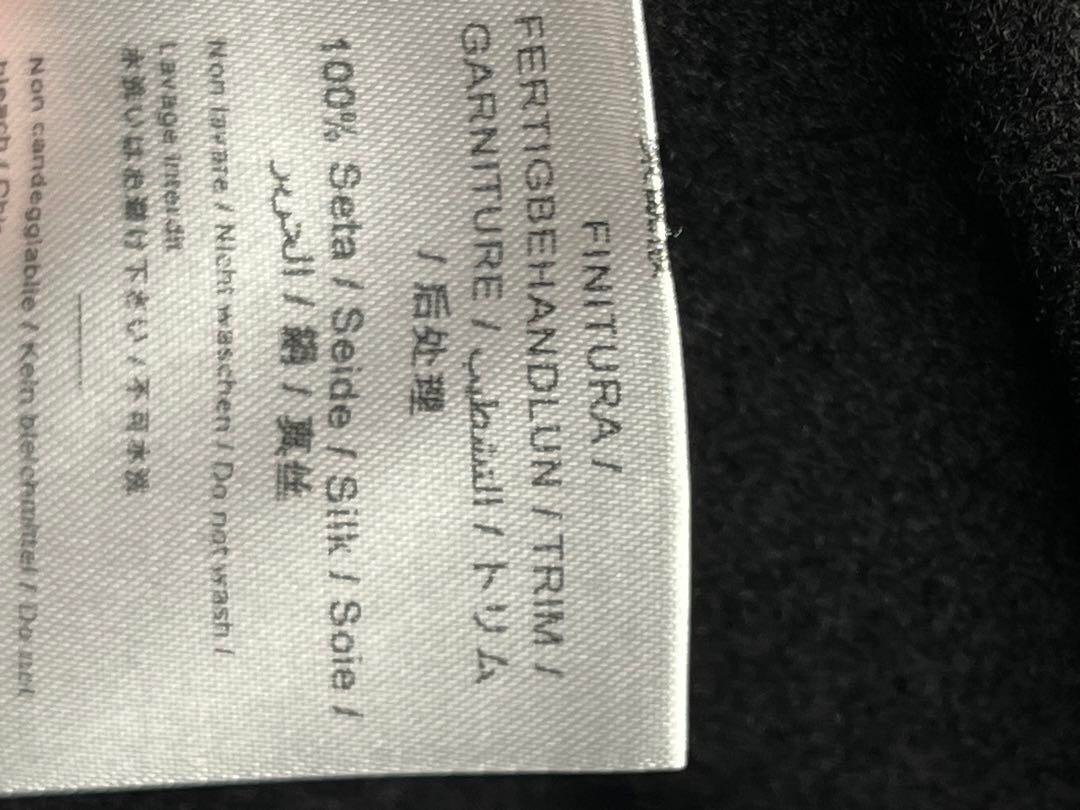 FINITURA /
FERTIGBEHANDLUN / TRIM /
GARNITURE / التشطيب / トリム
/ 后处理
100% Seta / Seide / Silk / Soie /
الحرير / 絹 / 真丝
Non lavare / Nicht waschen / Do not wash /
Lavage interdit
水洗いはお避け下さい / 不可水洗
Non candeggiabile / Kein bleichmittel / Do not
bleach /